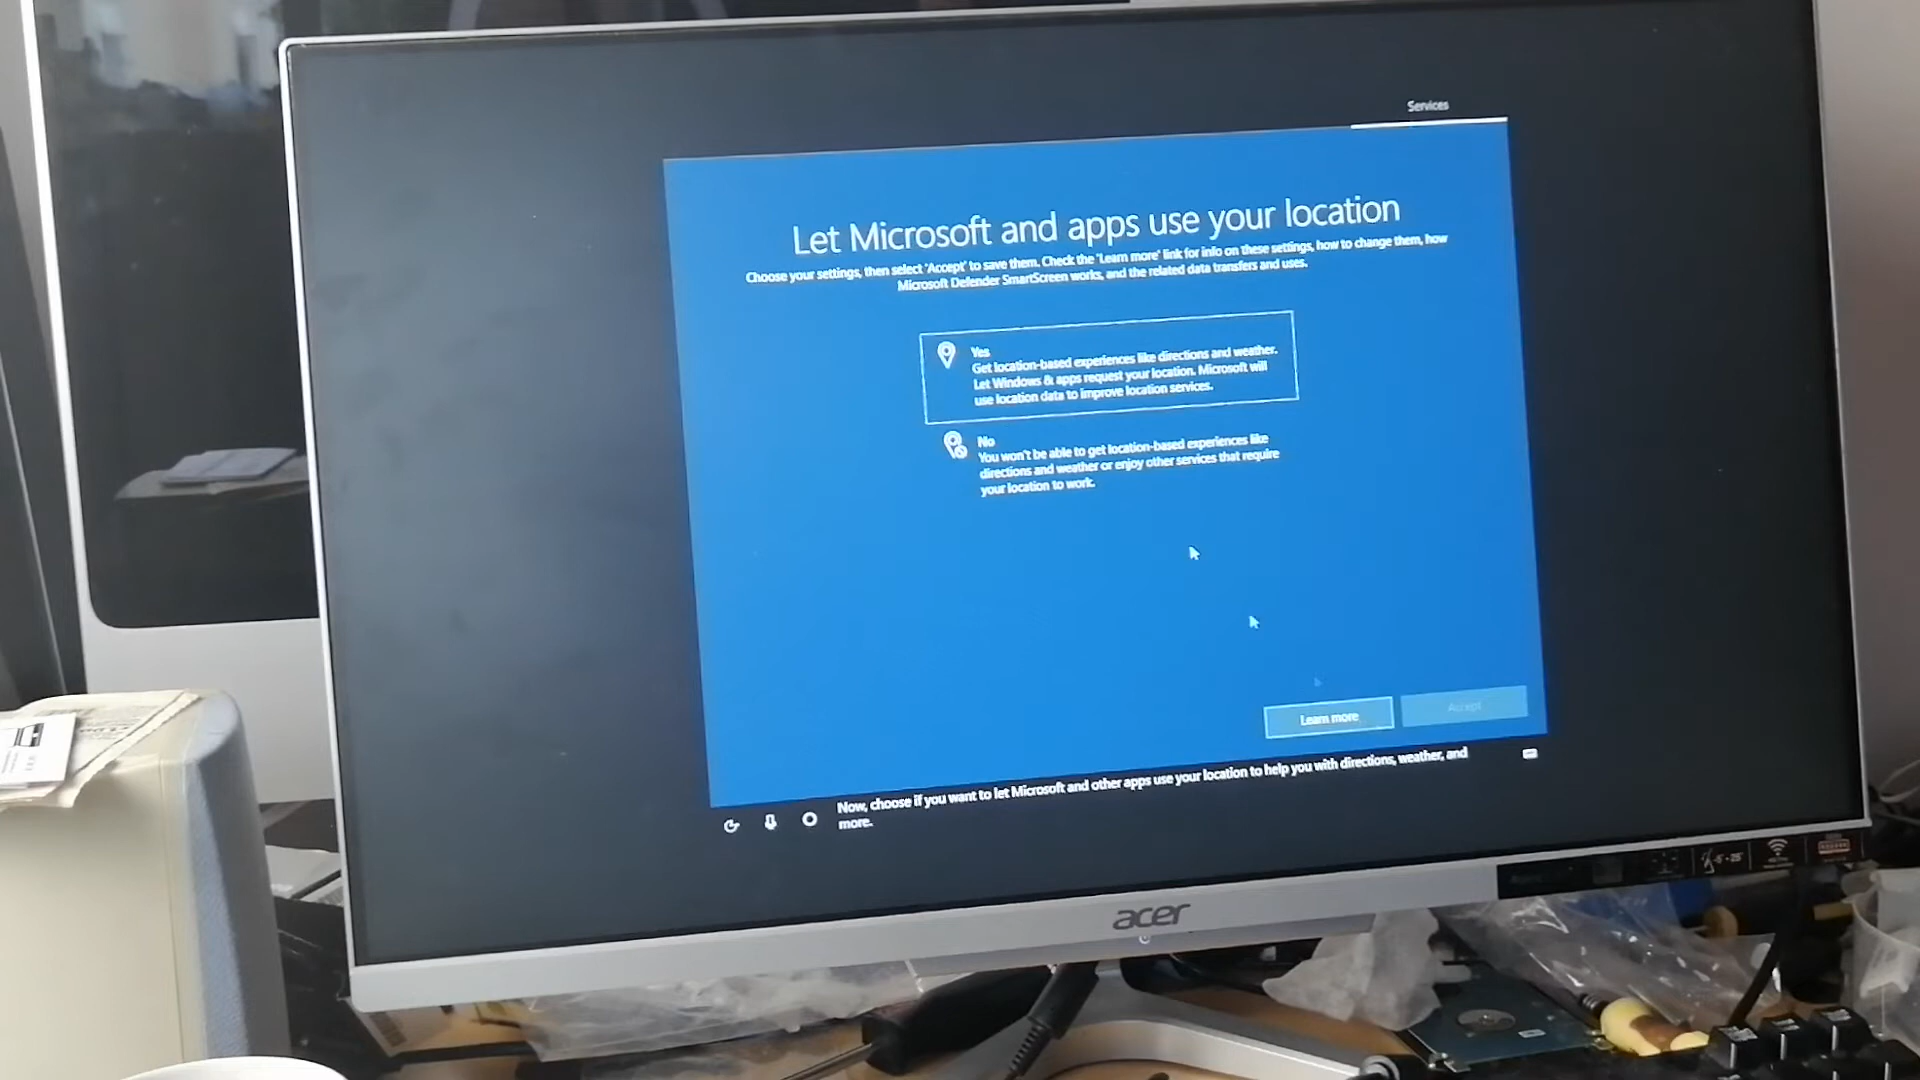 Services
Let Microsoft and apps use your location
Choose your settings, then select 'Accept' to save them. Check the 'Learn more' link for info on these settings, how to change them, how
Microsoft Defender SmartScreen works, and the related data transfers and uses.
Yes
Get location-based experiences like directions and weather.
Let Windows & apps request your location. Microsoft will
use location data to improve location services.
No
You won't be able to get location-based experiences like
directions and weather or enjoy other services that require
your location to work.
Learn more
Accept
Now, choose if you want to let Microsoft and other apps use your location to help you with directions, weather, and
more.
acer